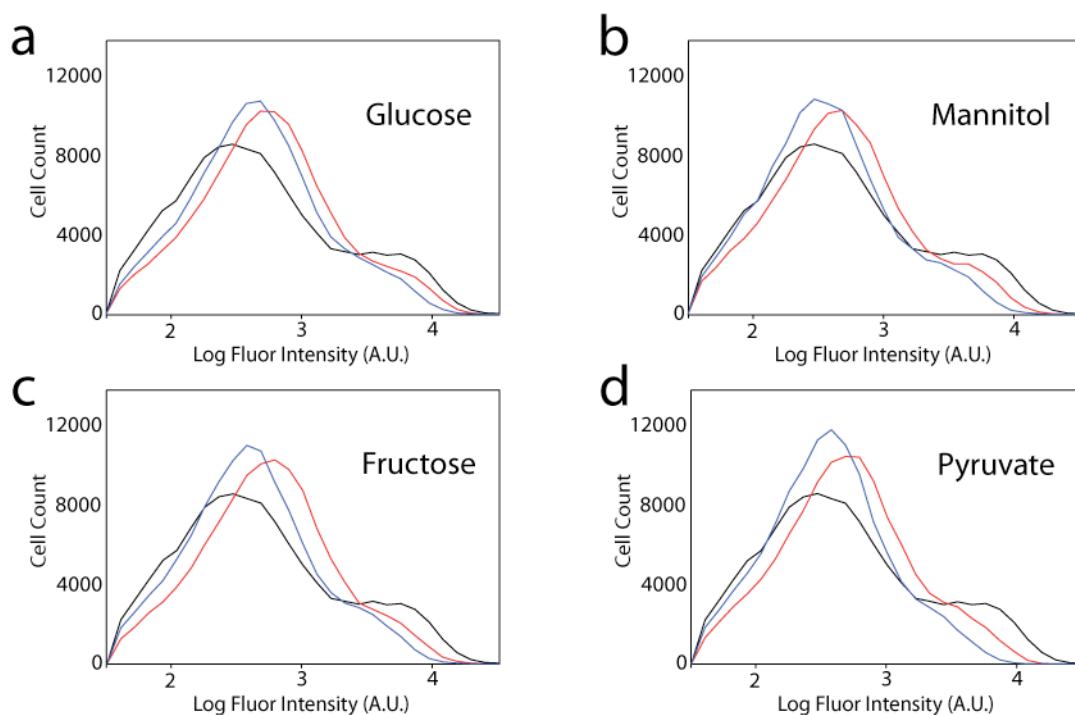 a
12000
8000
4000
0
Cell Count
Glucose
2 3 4
Log Fluor Intensity (A.U.)
b
12000
8000
4000
0
Cell Count
Mannitol
2 3 4
Log Fluor Intensity (A.U.)
c
12000
8000
4000
0
Cell Count
Fructose
2 3 4
Log Fluor Intensity (A.U.)
d
12000
8000
4000
0
Cell Count
Pyruvate
2 3 4
Log Fluor Intensity (A.U.)